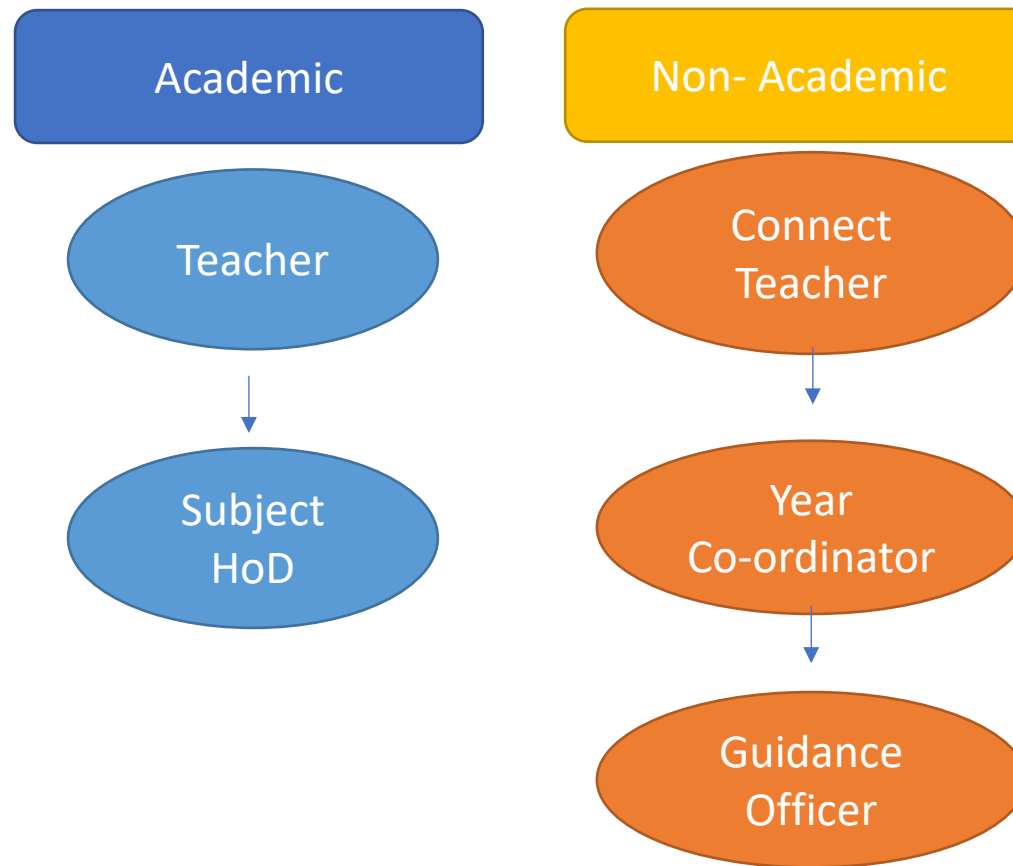 Academic
Teacher
Subject
HoD
Non- Academic
Connect
Teacher
Year
Co-ordinator
Guidance
Officer